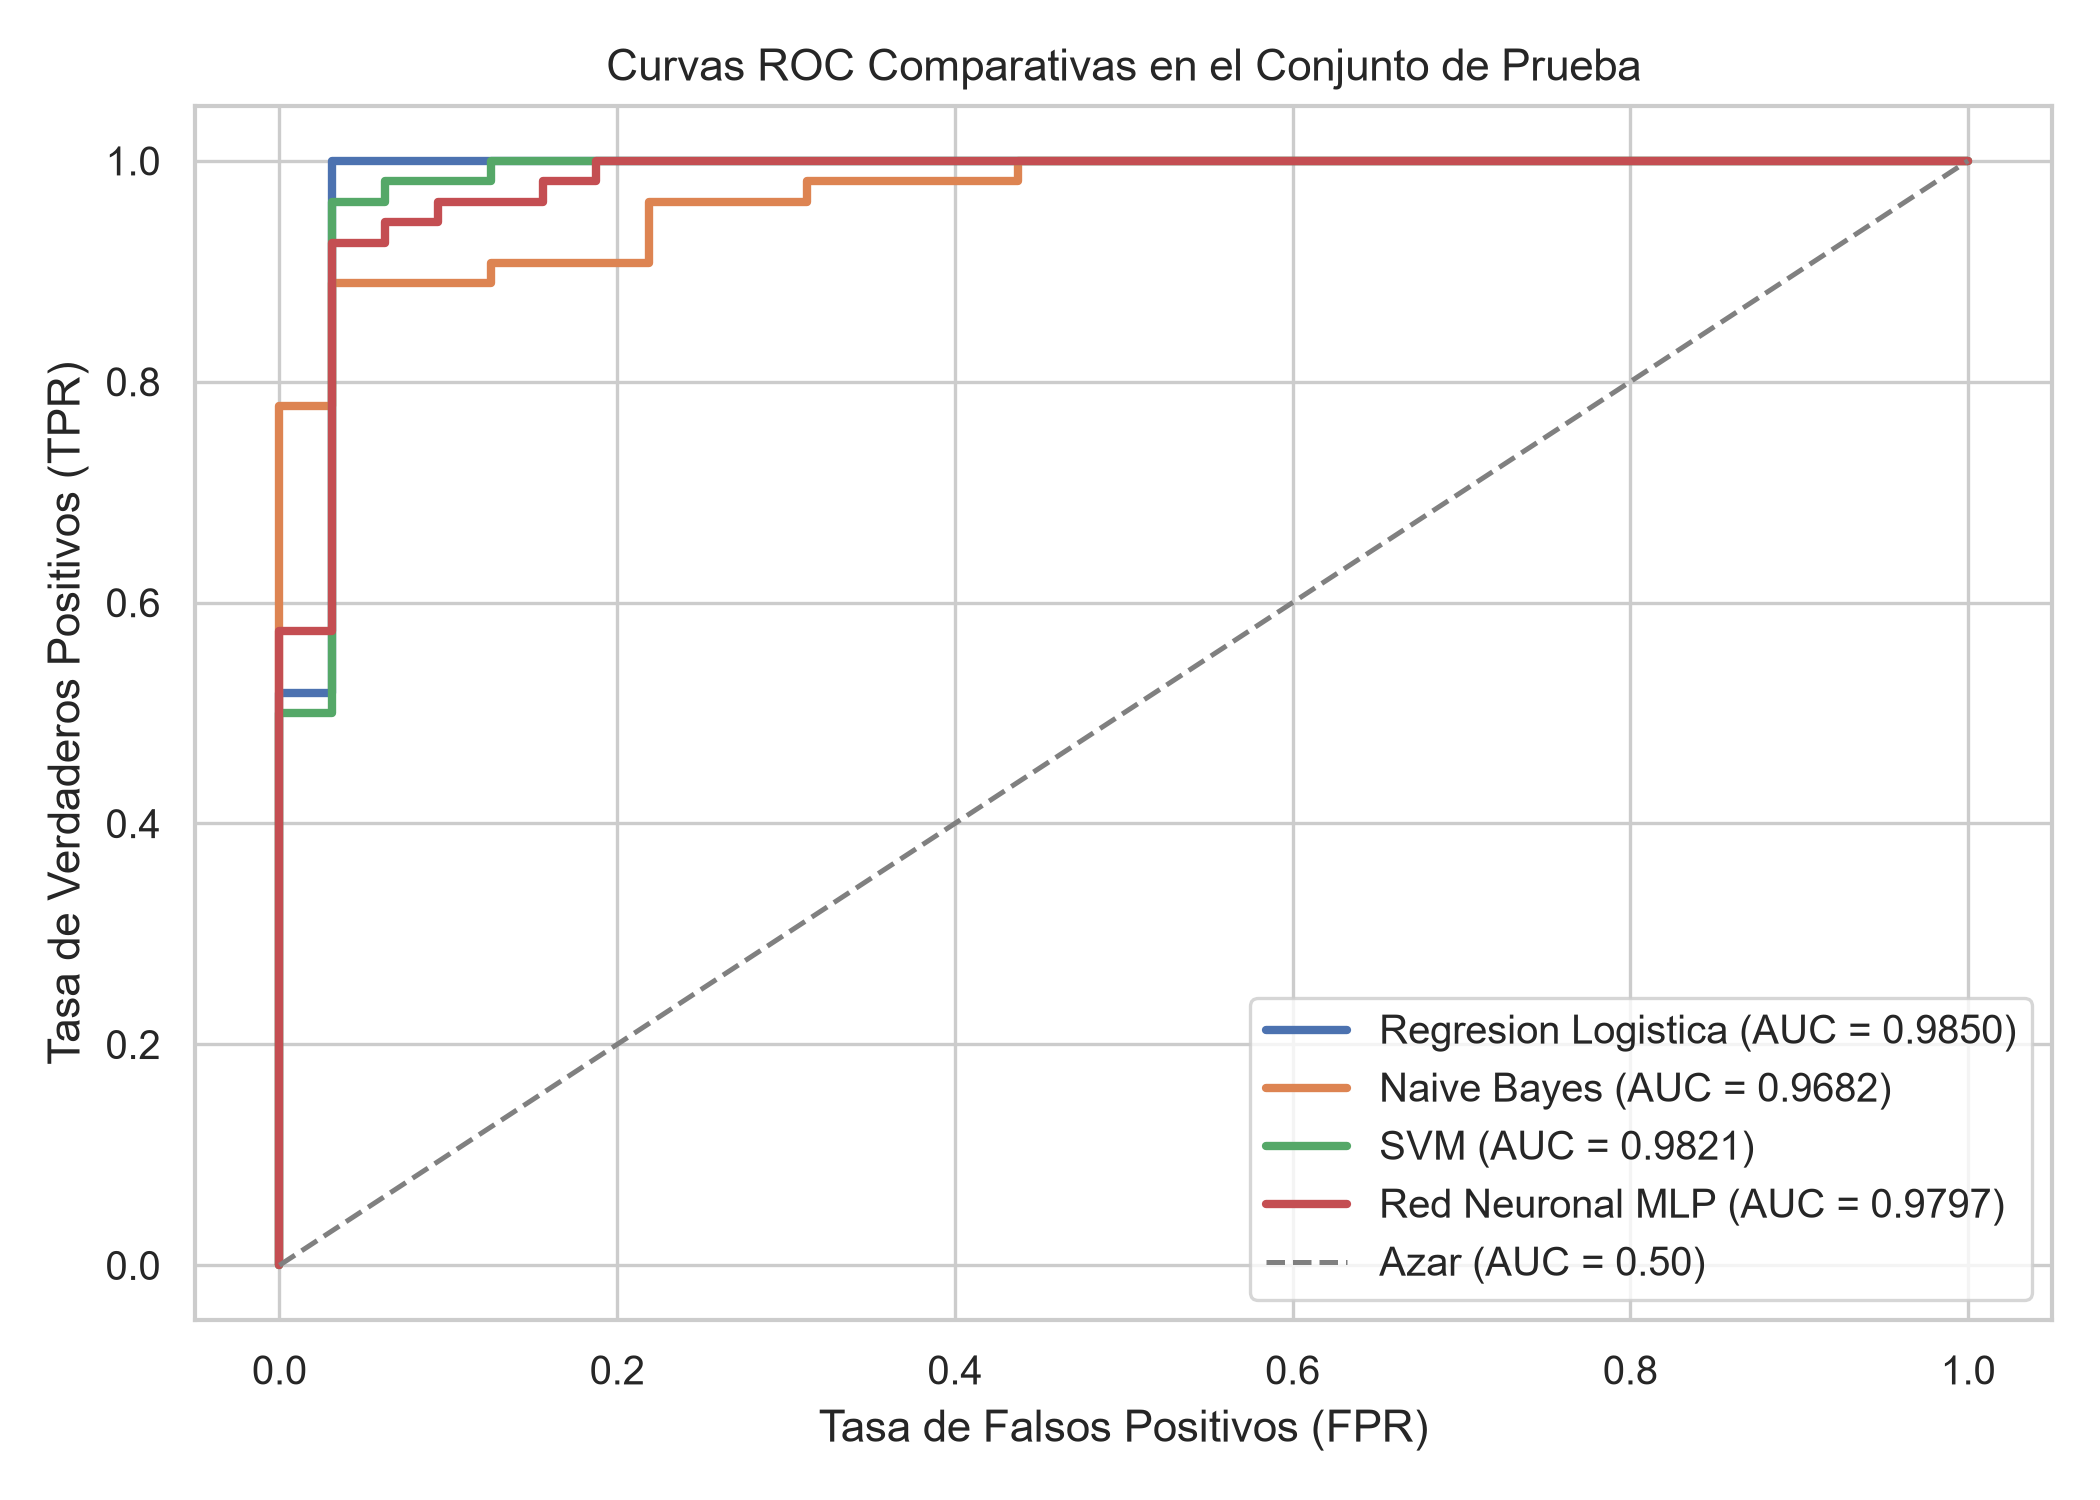 Curvas ROC Comparativas en el Conjunto de Prueba
Tasa de Verdaderos Positivos (TPR)
1.0
0.8
0.6
0.4
0.2
0.0
Regresion Logistica (AUC = 0.9850)
Naive Bayes (AUC = 0.9682)
SVM (AUC = 0.9821)
Red Neuronal MLP (AUC = 0.9797)
Azar (AUC = 0.50)
0.0 0.2 0.4 0.6 0.8 1.0
Tasa de Falsos Positivos (FPR)